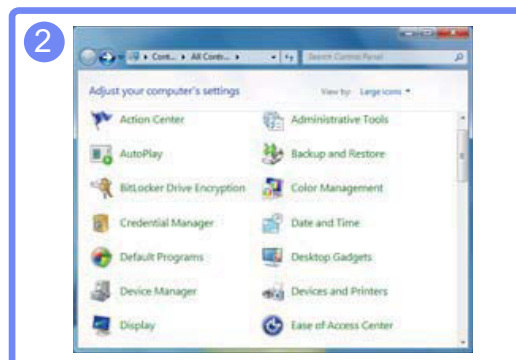 2
Cont... All Contr... Search Control Panel
Adjust your computer's settings View by: Large icons
Action Center Administrative Tools
AutoPlay Backup and Restore
BitLocker Drive Encryption Color Management
Credential Manager Date and Time
Default Programs Desktop Gadgets
Device Manager Devices and Printers
Display Ease of Access Center